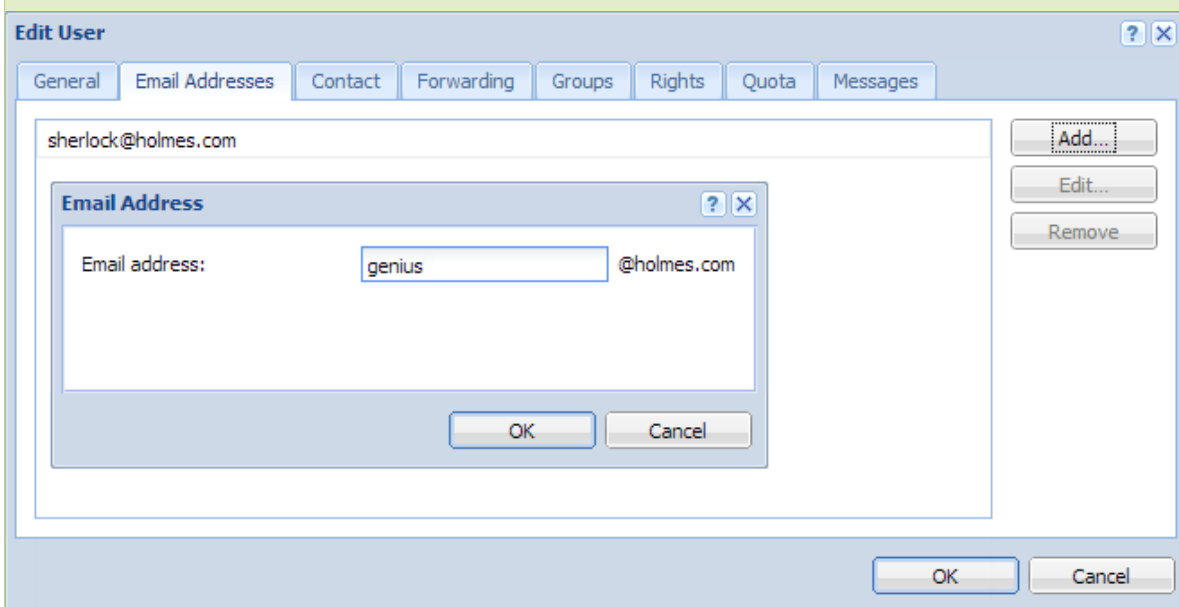 Edit User
General Email Addresses Contact Forwarding Groups Rights Quota Messages
sherlock@holmes.com
Add...
Edit...
Remove
Email Address
Email address: genius @holmes.com
OK Cancel
OK Cancel